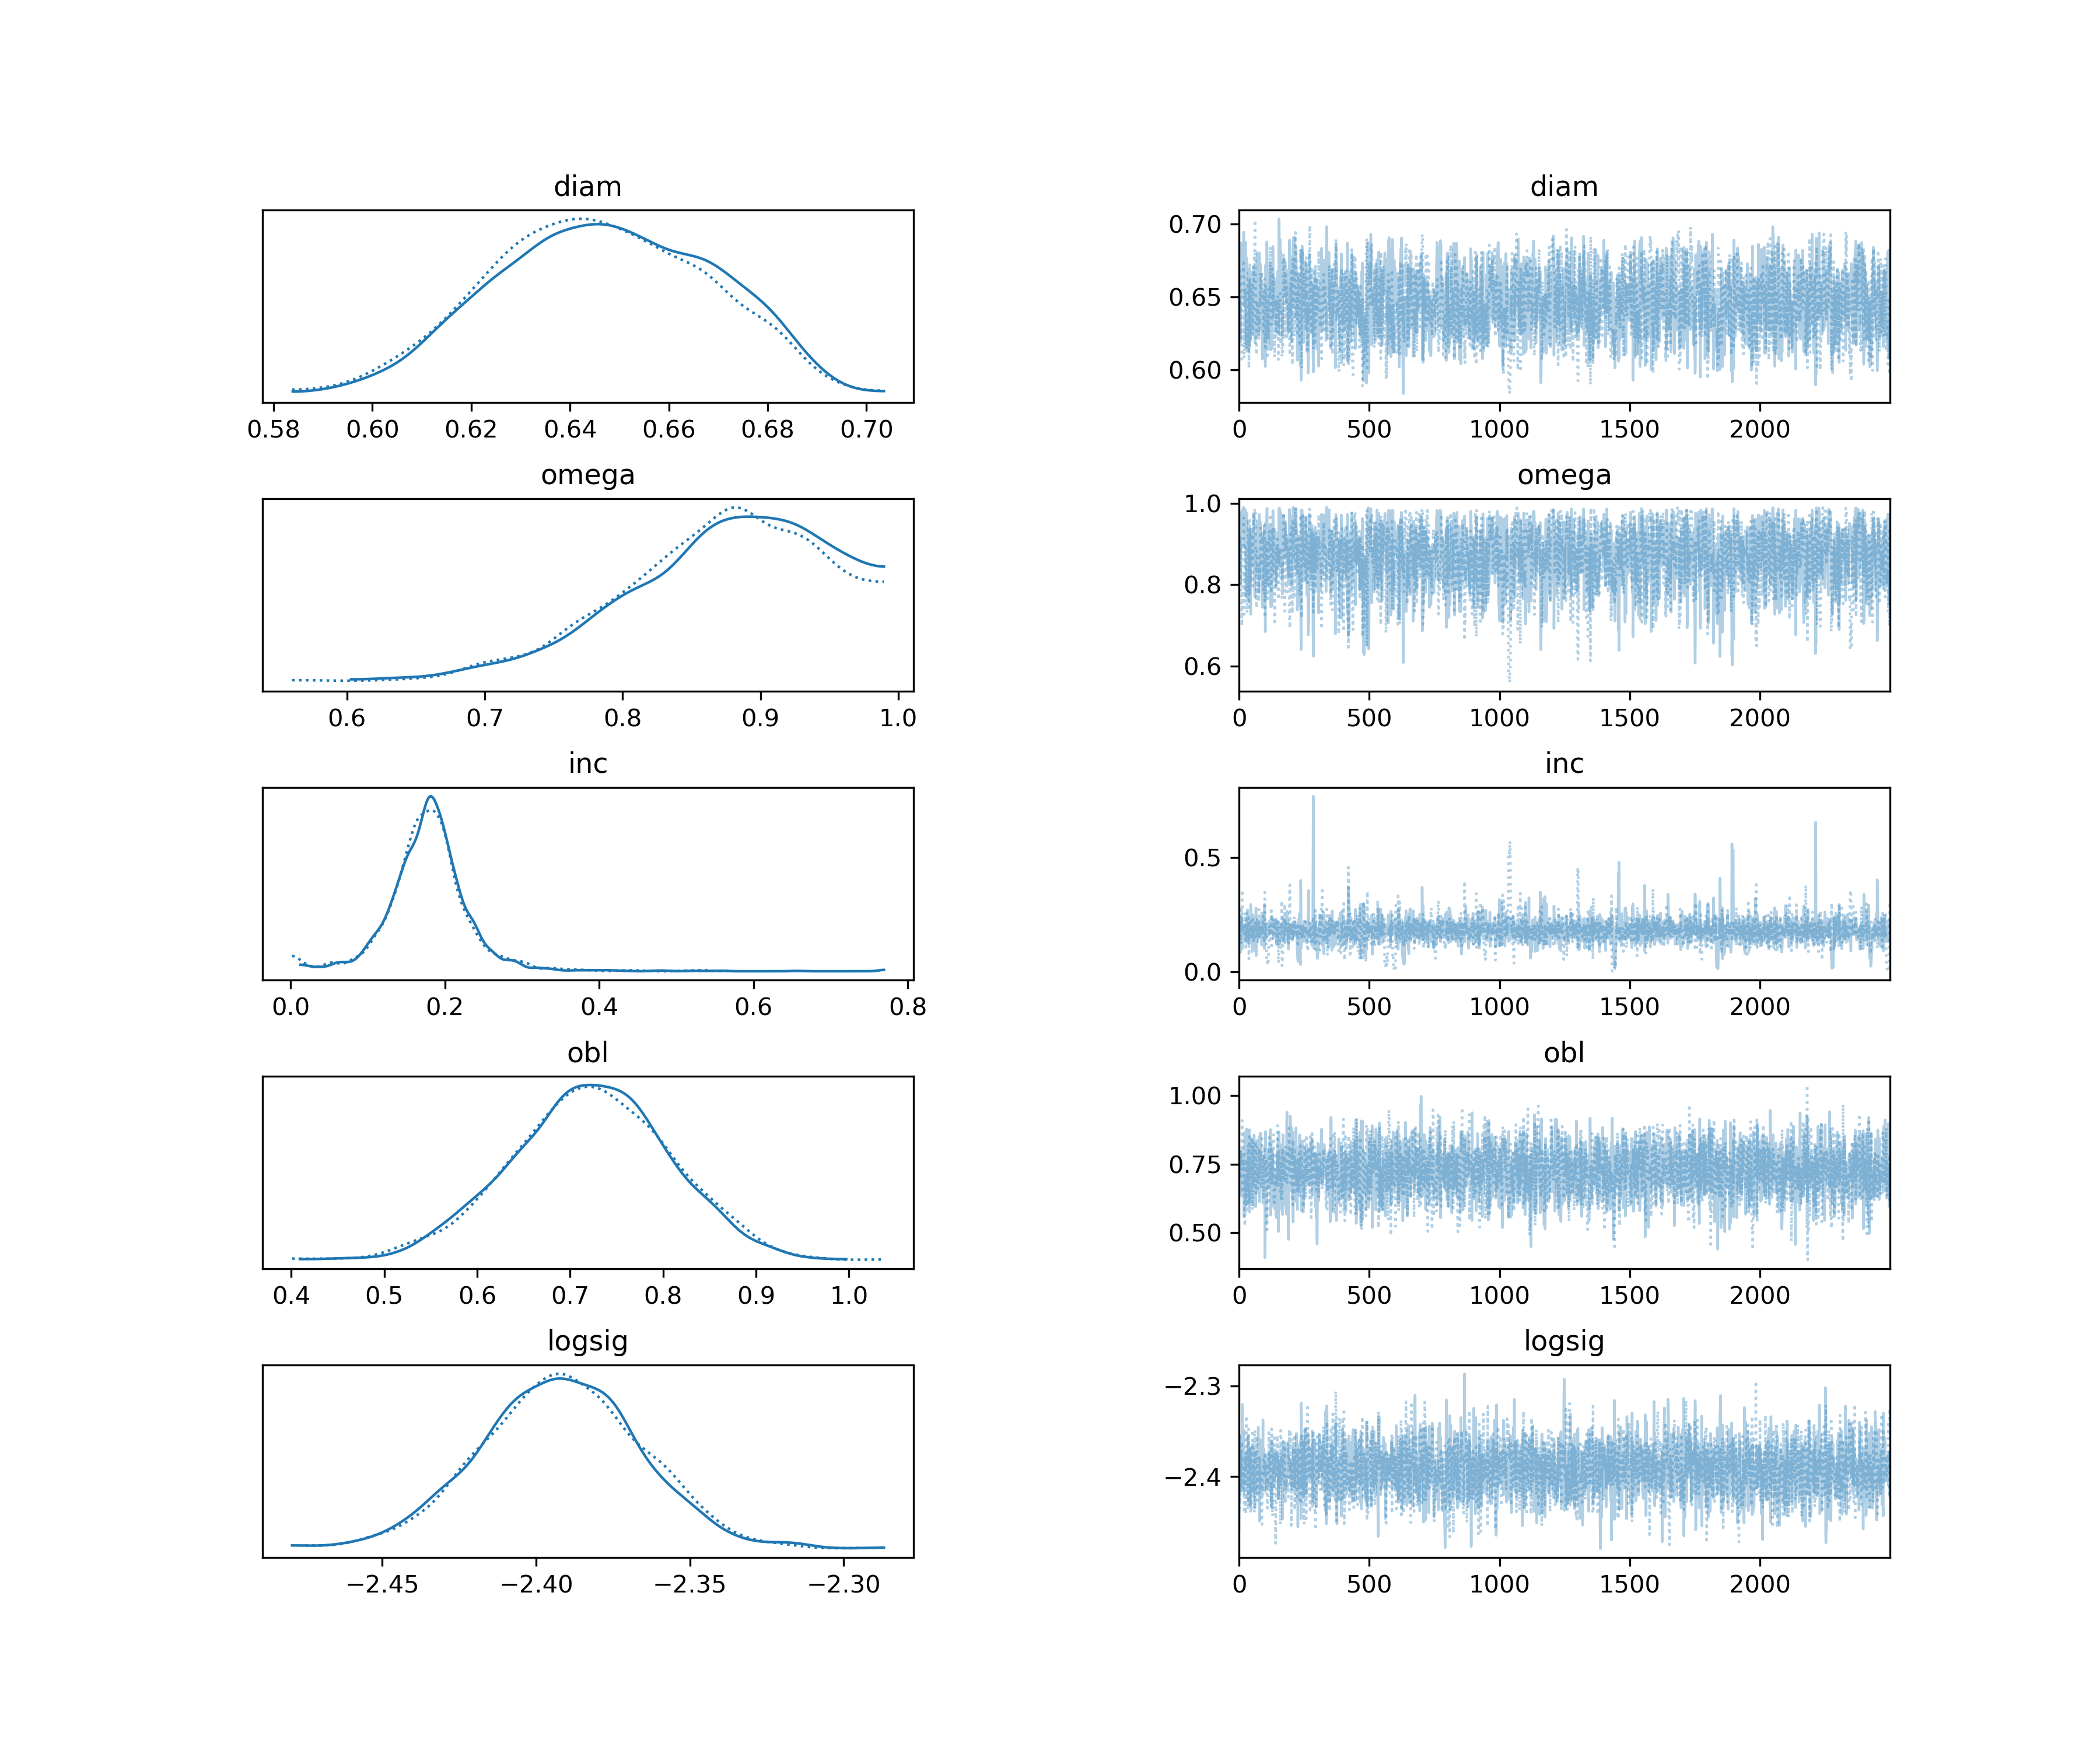 diam
diam
0.70
0.65
0.60
0.58 0.60 0.62 0.64 0.66 0.68 0.70
0 500 1000 1500 2000
omega
omega
1.0
0.8
0.6
0.6 0.7 0.8 0.9 1.0
0 500 1000 1500 2000
inc
inc
0.5
0.0
0.0 0.2 0.4 0.6 0.8
0 500 1000 1500 2000
obl
obl
1.00
0.75
0.50
0.4 0.5 0.6 0.7 0.8 0.9 1.0
0 500 1000 1500 2000
logsig
logsig
−2.3
−2.4
−2.45 −2.40 −2.35 −2.30
0 500 1000 1500 2000